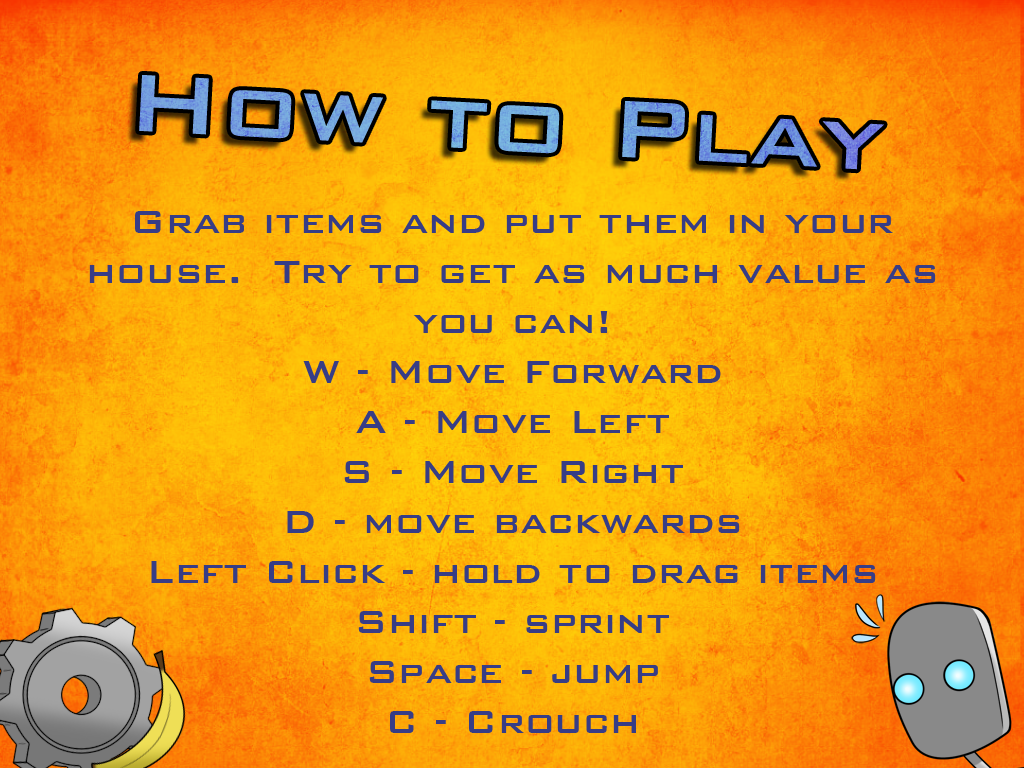 How to Play
Grab items and put them in your
house.  Try to get as much value as
you can!
W - Move Forward
A - Move Left
S - Move Right
D - move backwards
Left Click - hold to drag items
Shift - sprint
Space - jump
C - Crouch